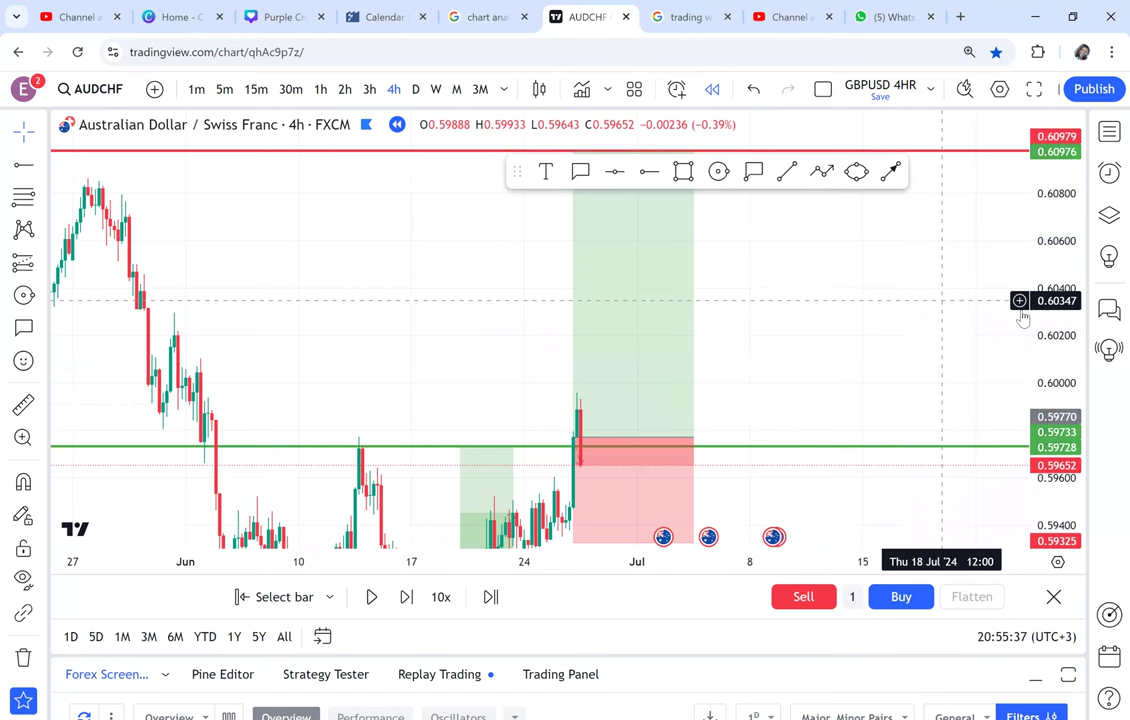 Channel a
Home - C
Purple Cr
Calendar
chart ana
AUDCHF
trading w
Channel a
(5) Whats
tradingview.com/chart/qhAc9p7z/
E 2 AUDCHF 1m 5m 15m 30m 1h 2h 3h 4h D W M 3M GBPUSD 4HR Save Publish
Australian Dollar / Swiss Franc · 4h · FXCM O0.59888 H0.59933 L0.59643 C0.59652 −0.00236 (−0.39%)
0.60979
0.60976
0.60800
0.60600
0.60400
0.60347
0.60200
0.60000
0.59770
0.59733
0.59728
0.59652
0.59600
0.59400
0.59325
27 Jun 10 17 24 Jul 8 15 Thu 18 Jul '24 12:00
Select bar 10x Sell 1 Buy Flatten
1D 5D 1M 3M 6M YTD 1Y 5Y All 20:55:37 (UTC+3)
Forex Screen... Pine Editor Strategy Tester Replay Trading Trading Panel
Overview Overview Performance Oscillators 1D Major, Minor Pairs General Filters